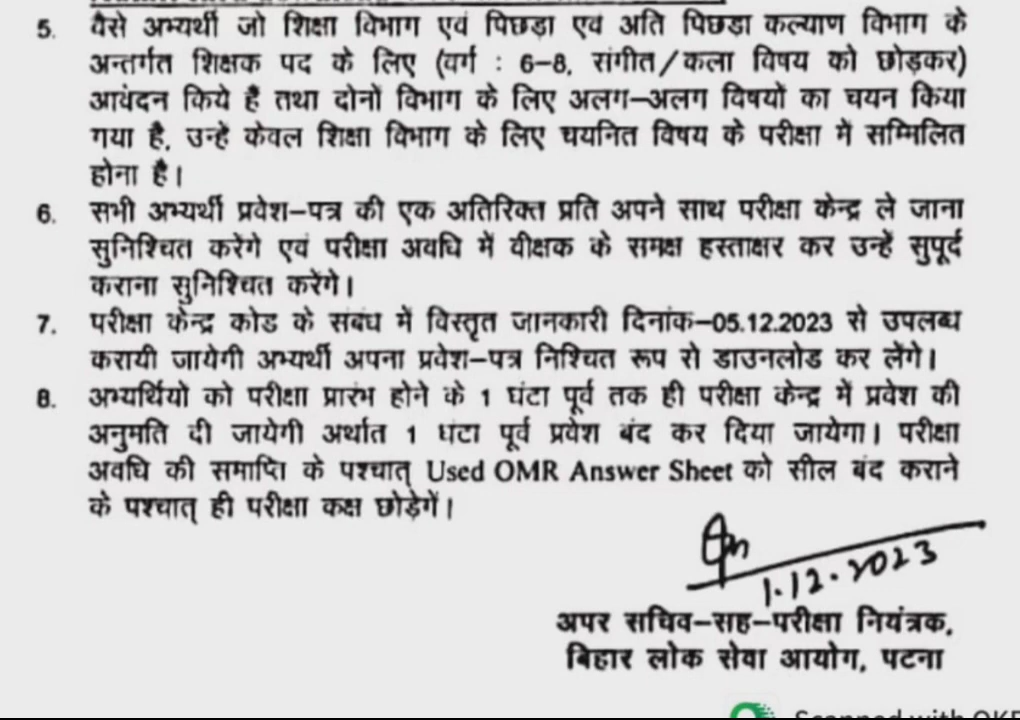 5. वैसे अभ्यर्थी जो शिक्षा विभाग एवं पिछड़ा एवं अति पिछड़ा कल्याण विभाग के
अन्तर्गत शिक्षक पद के लिए (वर्ग : 6–8, संगीत/कला विषय को छोड़कर)
आवेदन किये है तथा दोनों विभाग के लिए अलग–अलग विषयों का चयन किया
गया है, उन्हें केवल शिक्षा विभाग के लिए चयनित विषय के परीक्षा में सम्मिलित
होना है।
6. सभी अभ्यर्थी प्रवेश–पत्र की एक अतिरिक्त प्रति अपने साथ परीक्षा केन्द्र ले जाना
सुनिश्चित करेंगे एवं परीक्षा अवधि में वीक्षक के समक्ष हस्ताक्षर कर उन्हें सुपूर्द
कराना सुनिश्चित करेंगे।
7. परीक्षा केन्द्र कोड के संबंध में विस्तृत जानकारी दिनांक–05.12.2023 से उपलब्ध
करायी जायेगी अभ्यर्थी अपना प्रवेश–पत्र निश्चित रूप से डाउनलोड कर लेंगे।
8. अभ्यर्थियो को परीक्षा प्रारंभ होने के 1 घंटा पूर्व तक ही परीक्षा केन्द्र में प्रवेश की
अनुमति दी जायेगी अर्थात 1 घंटा पूर्व प्रवेश बंद कर दिया जायेगा। परीक्षा
अवधि की समाप्ति के पश्चात् Used OMR Answer Sheet को सील बंद कराने
के पश्चात् ही परीक्षा कक्ष छोड़ेगें।
1.12.2023
अपर सचिव–सह–परीक्षा नियंत्रक,
बिहार लोक सेवा आयोग, पटना
Scanned with OKE